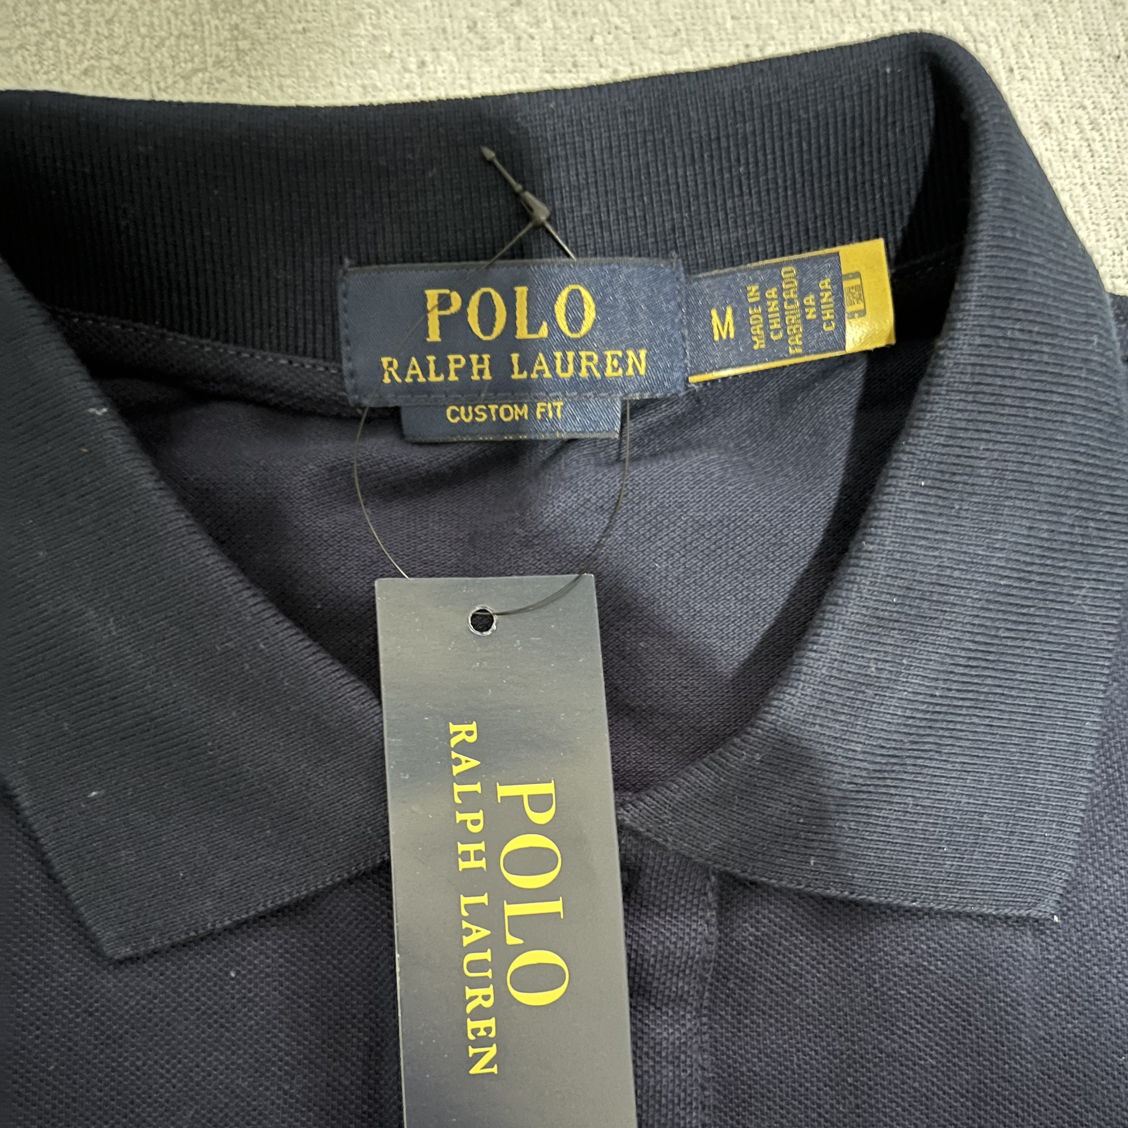 POLO
RALPH LAUREN
CUSTOM FIT
M
MADE IN
CHINA
FABRICADO
NA
CHINA
POLO
RALPH LAUREN